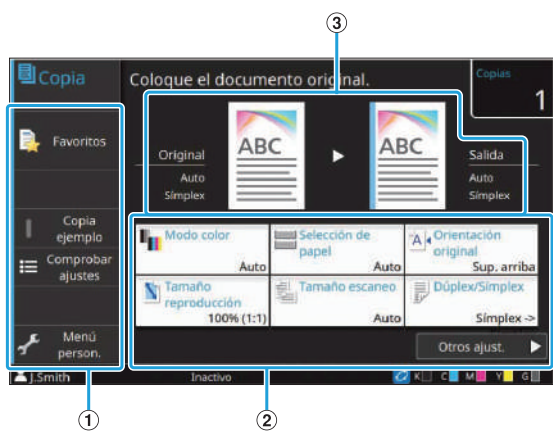 ③
Copia
Coloque el documento original.
Copias
1
Favoritos
ABC
ABC
Original
Auto
Símplex
Salida
Auto
Símplex
Copia
ejemplo
Comprobar
ajustes
Menú
person.
Modo color
Auto
Selección de
papel
Auto
Orientación
original
Sup. arriba
Tamaño
reproducción
100% (1:1)
Tamaño escaneo
Auto
Dúplex/Símplex
Símplex ->
Otros ajust.
J.Smith
Inactivo
K C M Y G
① ②